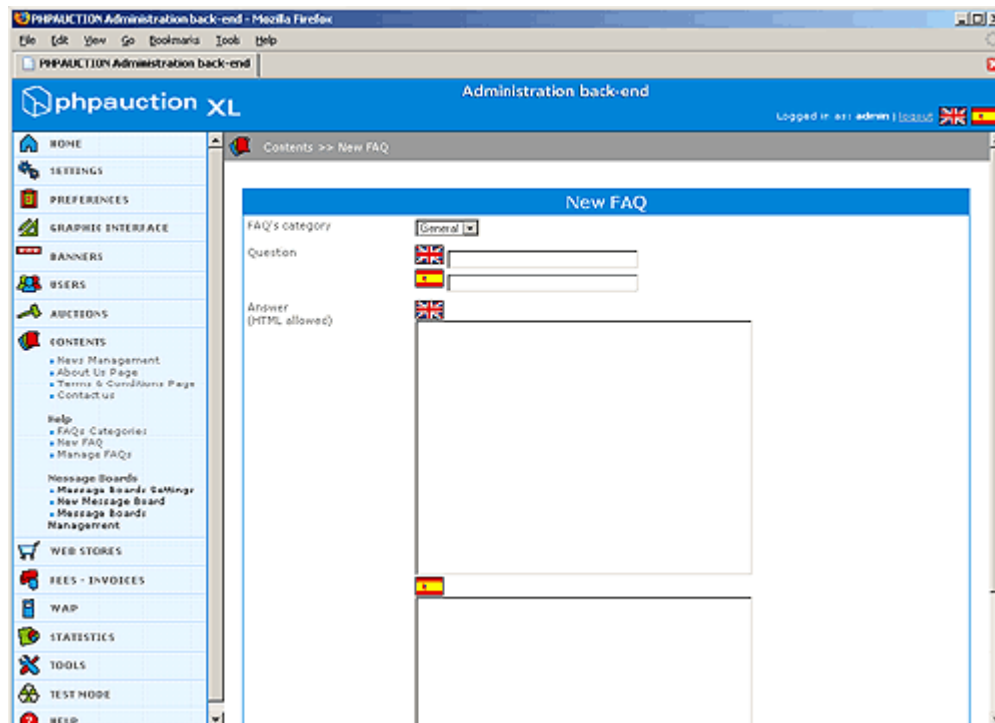 PHPAUCTION Administration back-end - Mozilla Firefox
File Edit View Go Bookmarks Tools Help
PHPAUCTION Administration back-end
phpauction XL
Administration back-end
Logged in as: admin | logout
HOME
SETTINGS
PREFERENCES
GRAPHIC INTERFACE
BANNERS
USERS
AUCTIONS
CONTENTS
News Management
About Us Page
Terms & Conditions Page
Contact us
Help
FAQs Categories
New FAQ
Manage FAQs
Message Boards
Message Boards Settings
New Message Board
Message Boards
Management
WEB STORES
FEES - INVOICES
WAP
STATISTICS
TOOLS
TEST MODE
HELP
Contents >> New FAQ
New FAQ
FAQ's category
General
Question
Answer
(HTML allowed)